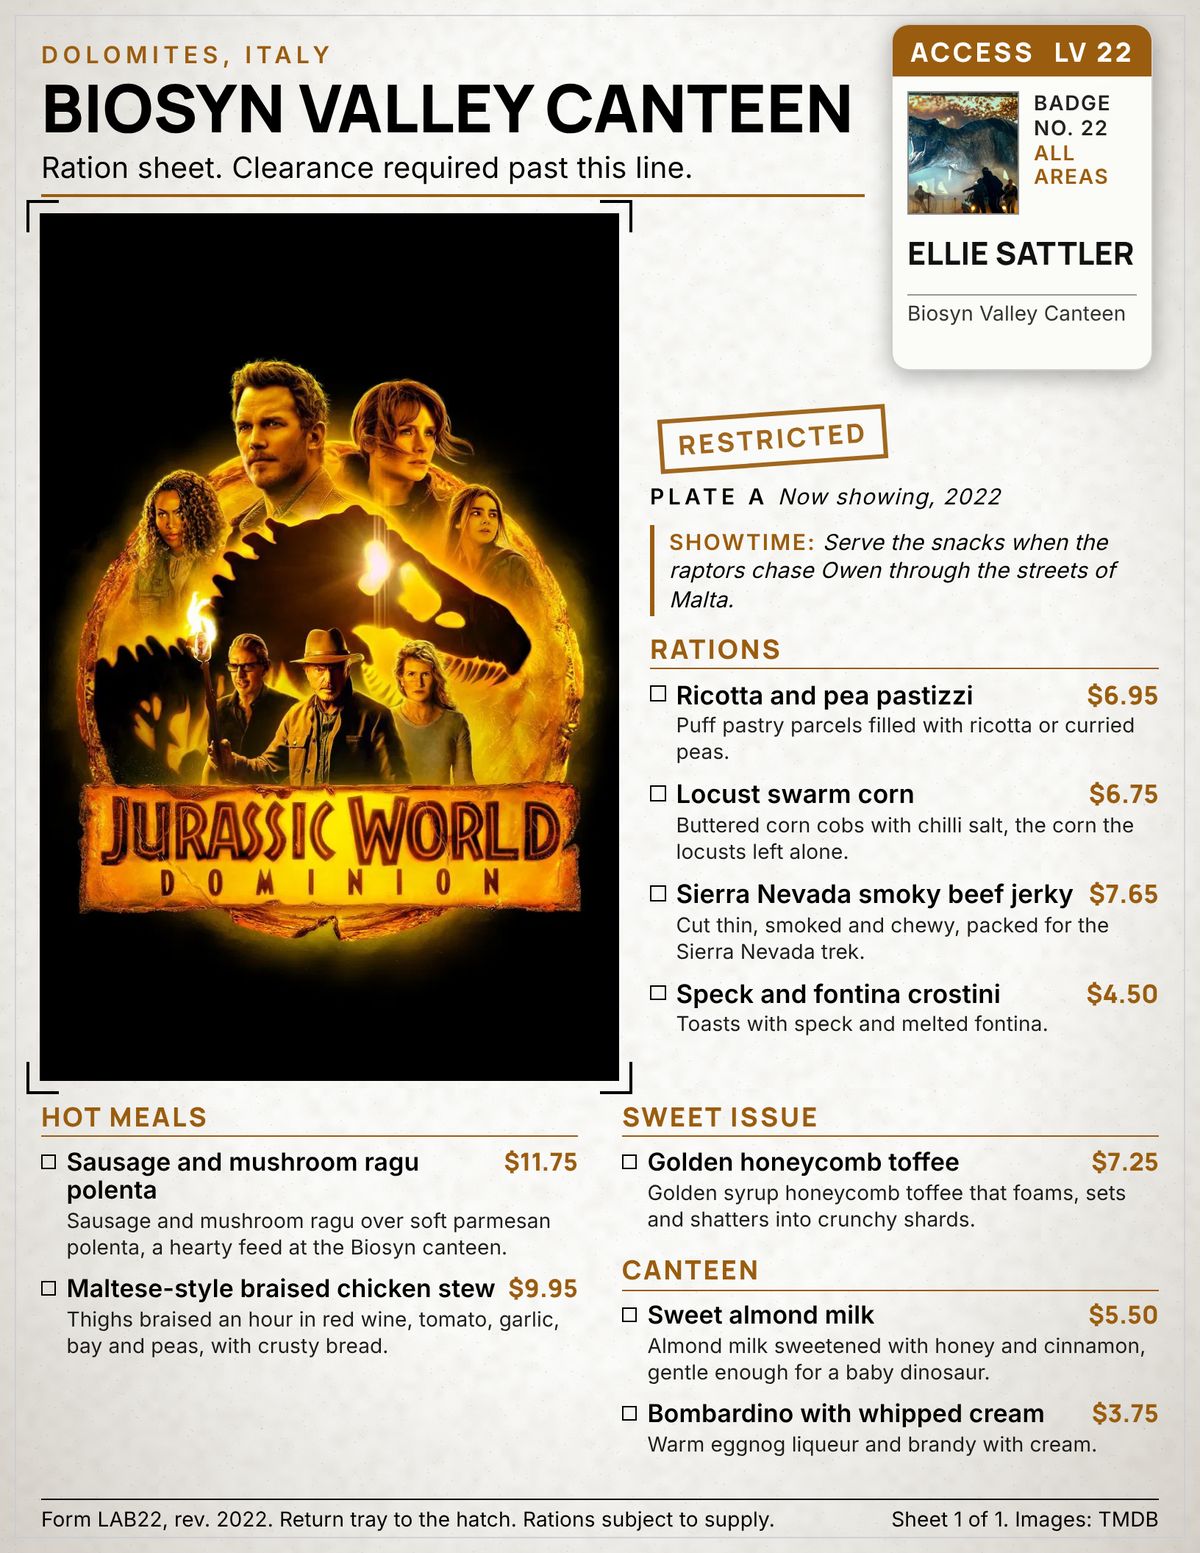 DOLOMITES, ITALY
BIOSYN VALLEY CANTEEN
Ration sheet. Clearance required past this line.
ACCESS LV 22
BADGE
NO. 22
ALL
AREAS
ELLIE SATTLER
Biosyn Valley Canteen
JURASSIC WORLD
DOMINION
RESTRICTED
PLATE A Now showing, 2022
SHOWTIME: Serve the snacks when the
raptors chase Owen through the streets of
Malta.
RATIONS
Ricotta and pea pastizzi $6.95
Puff pastry parcels filled with ricotta or curried
peas.
Locust swarm corn $6.75
Buttered corn cobs with chilli salt, the corn the
locusts left alone.
Sierra Nevada smoky beef jerky $7.65
Cut thin, smoked and chewy, packed for the
Sierra Nevada trek.
Speck and fontina crostini $4.50
Toasts with speck and melted fontina.
HOT MEALS
Sausage and mushroom ragu $11.75
polenta
Sausage and mushroom ragu over soft parmesan
polenta, a hearty feed at the Biosyn canteen.
Maltese-style braised chicken stew $9.95
Thighs braised an hour in red wine, tomato, garlic,
bay and peas, with crusty bread.
SWEET ISSUE
Golden honeycomb toffee $7.25
Golden syrup honeycomb toffee that foams, sets
and shatters into crunchy shards.
CANTEEN
Sweet almond milk $5.50
Almond milk sweetened with honey and cinnamon,
gentle enough for a baby dinosaur.
Bombardino with whipped cream $3.75
Warm eggnog liqueur and brandy with cream.
Form LAB22, rev. 2022. Return tray to the hatch. Rations subject to supply.
Sheet 1 of 1. Images: TMDB